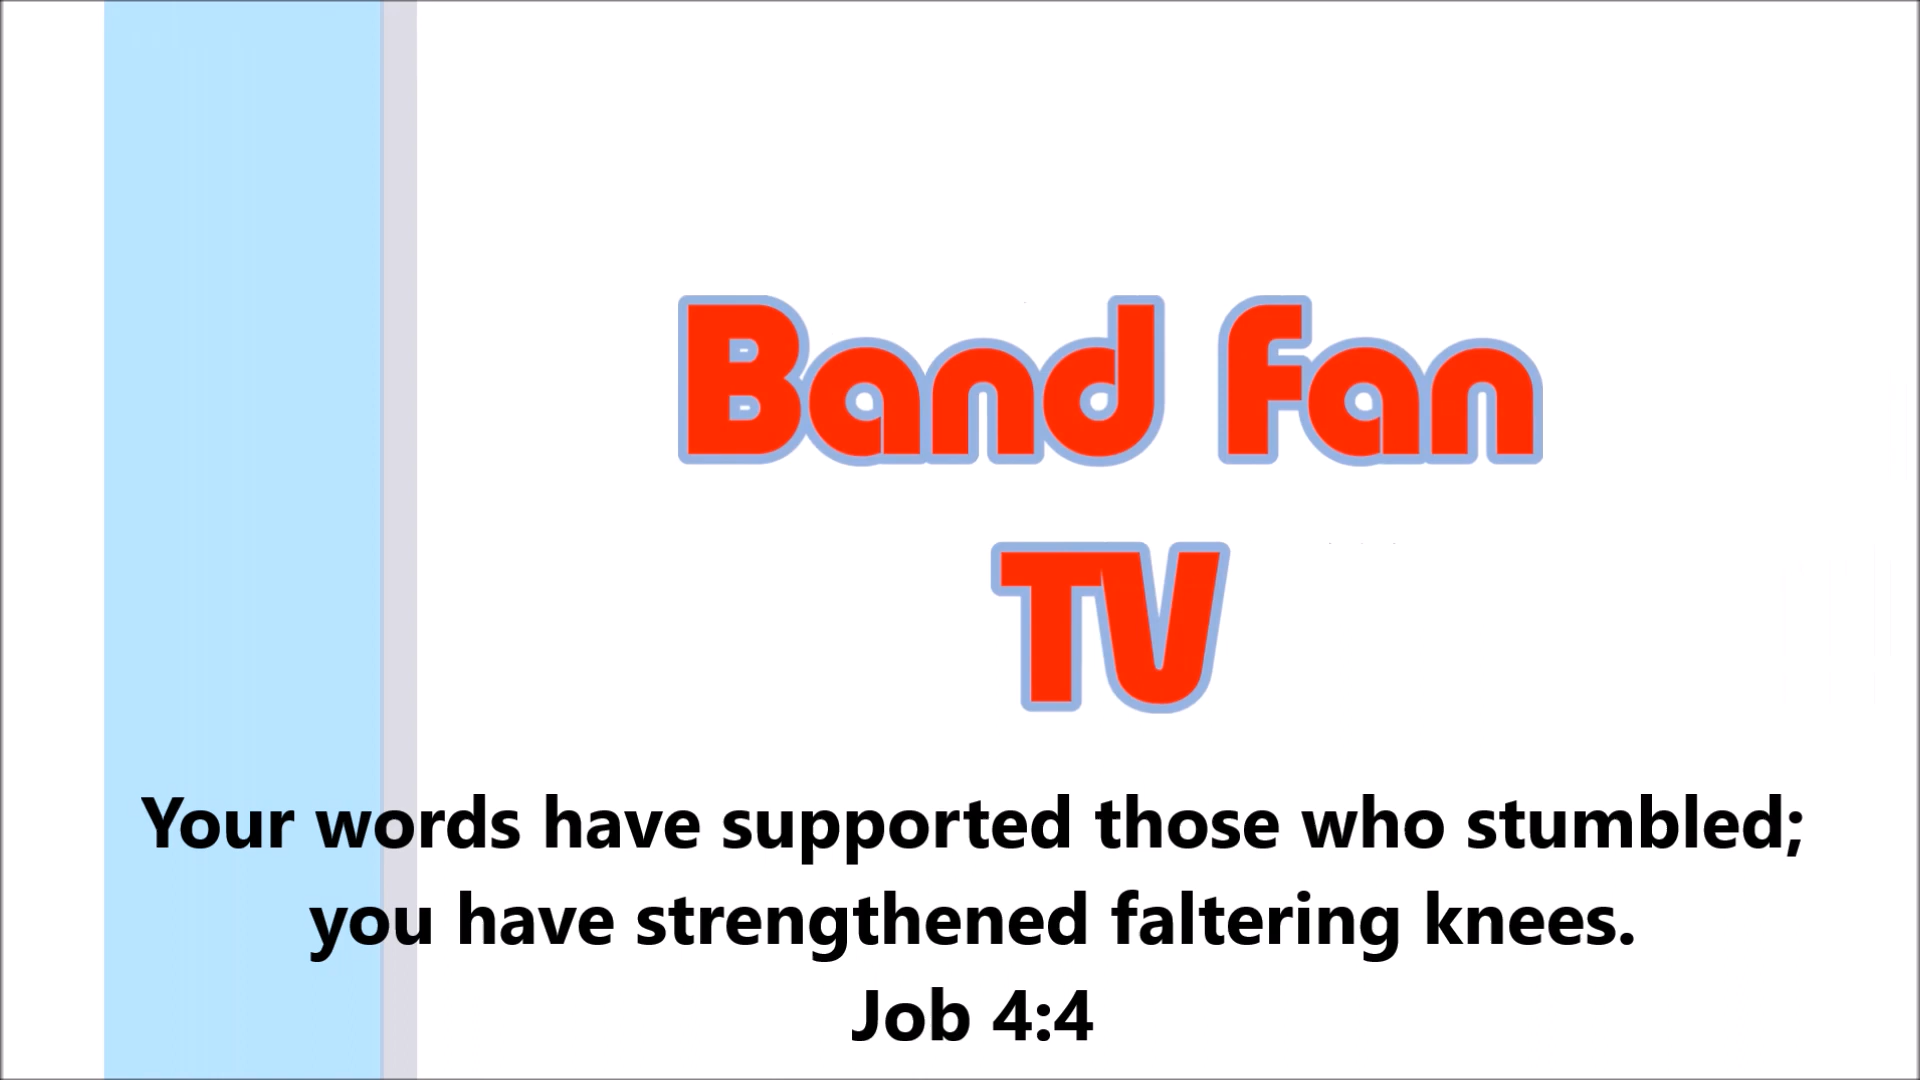 Band Fan
TV
Your words have supported those who stumbled;
you have strengthened faltering knees.
Job 4:4